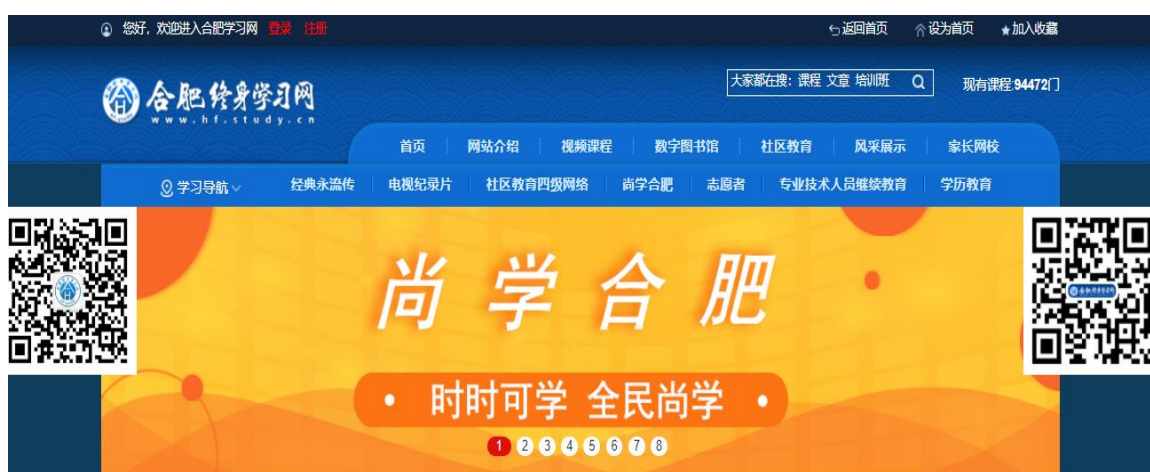 您好，欢迎进入合肥学习网 登录 注册 返回首页 设为首页 加入收藏
大家都在搜：课程 文章 培训班 现有课程:94472门
合肥终身学习网
www.hf.study.cn
首页 网站介绍 视频课程 数字图书馆 社区教育 风采展示 家长网校
学习导航 经典永流传 电视纪录片 社区教育四级网络 尚学合肥 志愿者 专业技术人员继续教育 学历教育
尚学合肥
• 时时可学 全民尚学 •
1 2 3 4 5 6 7 8